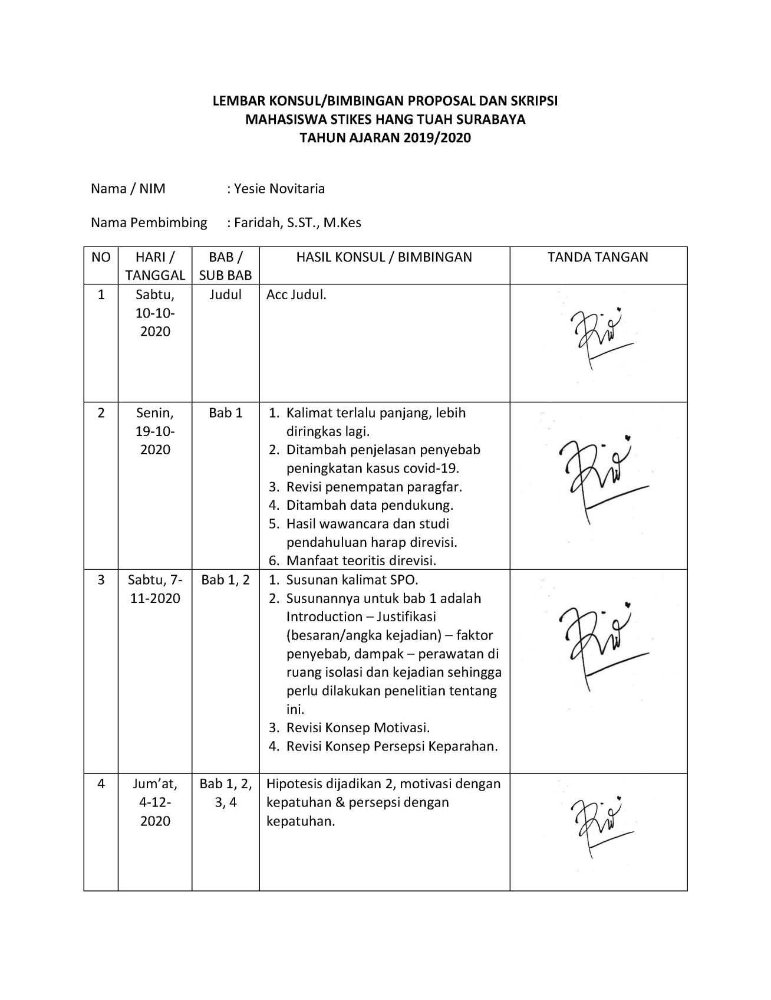 LEMBAR KONSUL/BIMBINGAN PROPOSAL DAN SKRIPSI
MAHASISWA STIKES HANG TUAH SURABAYA
TAHUN AJARAN 2019/2020
Nama / NIM : Yesie Novitaria
Nama Pembimbing : Faridah, S.ST., M.Kes
NO HARI / TANGGAL BAB / SUB BAB HASIL KONSUL / BIMBINGAN TANDA TANGAN
1 Sabtu, 10-10-2020 Judul Acc Judul.
2 Senin, 19-10-2020 Bab 1
1. Kalimat terlalu panjang, lebih
diringkas lagi.
2. Ditambah penjelasan penyebab
peningkatan kasus covid-19.
3. Revisi penempatan paragfar.
4. Ditambah data pendukung.
5. Hasil wawancara dan studi
pendahuluan harap direvisi.
6. Manfaat teoritis direvisi.
3 Sabtu, 7-11-2020 Bab 1, 2
1. Susunan kalimat SPO.
2. Susunannya untuk bab 1 adalah
Introduction – Justifikasi
(besaran/angka kejadian) – faktor
penyebab, dampak – perawatan di
ruang isolasi dan kejadian sehingga
perlu dilakukan penelitian tentang
ini.
3. Revisi Konsep Motivasi.
4. Revisi Konsep Persepsi Keparahan.
4 Jum’at, 4-12-2020 Bab 1, 2, 3, 4
Hipotesis dijadikan 2, motivasi dengan
kepatuhan & persepsi dengan
kepatuhan.